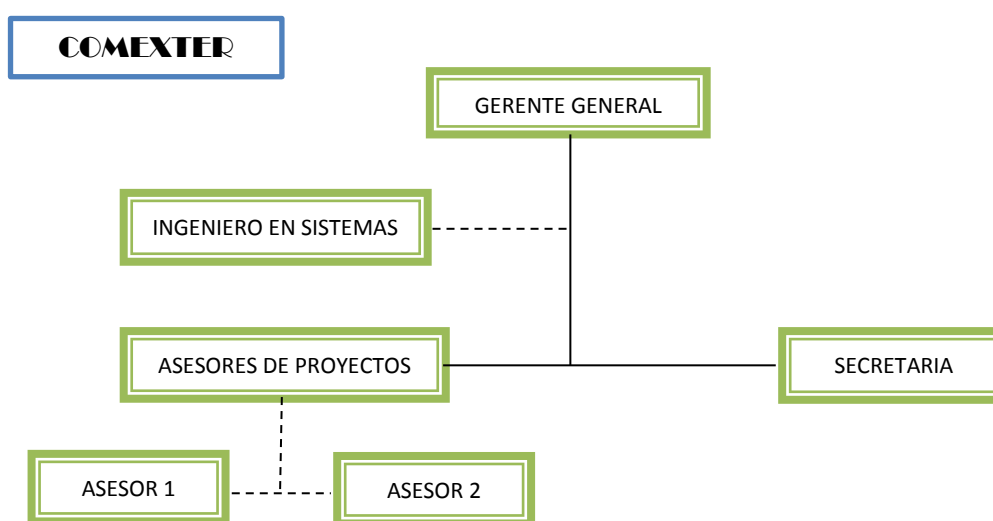 COMEXTER
GERENTE GENERAL
INGENIERO EN SISTEMAS
ASESORES DE PROYECTOS
SECRETARIA
ASESOR 1
ASESOR 2